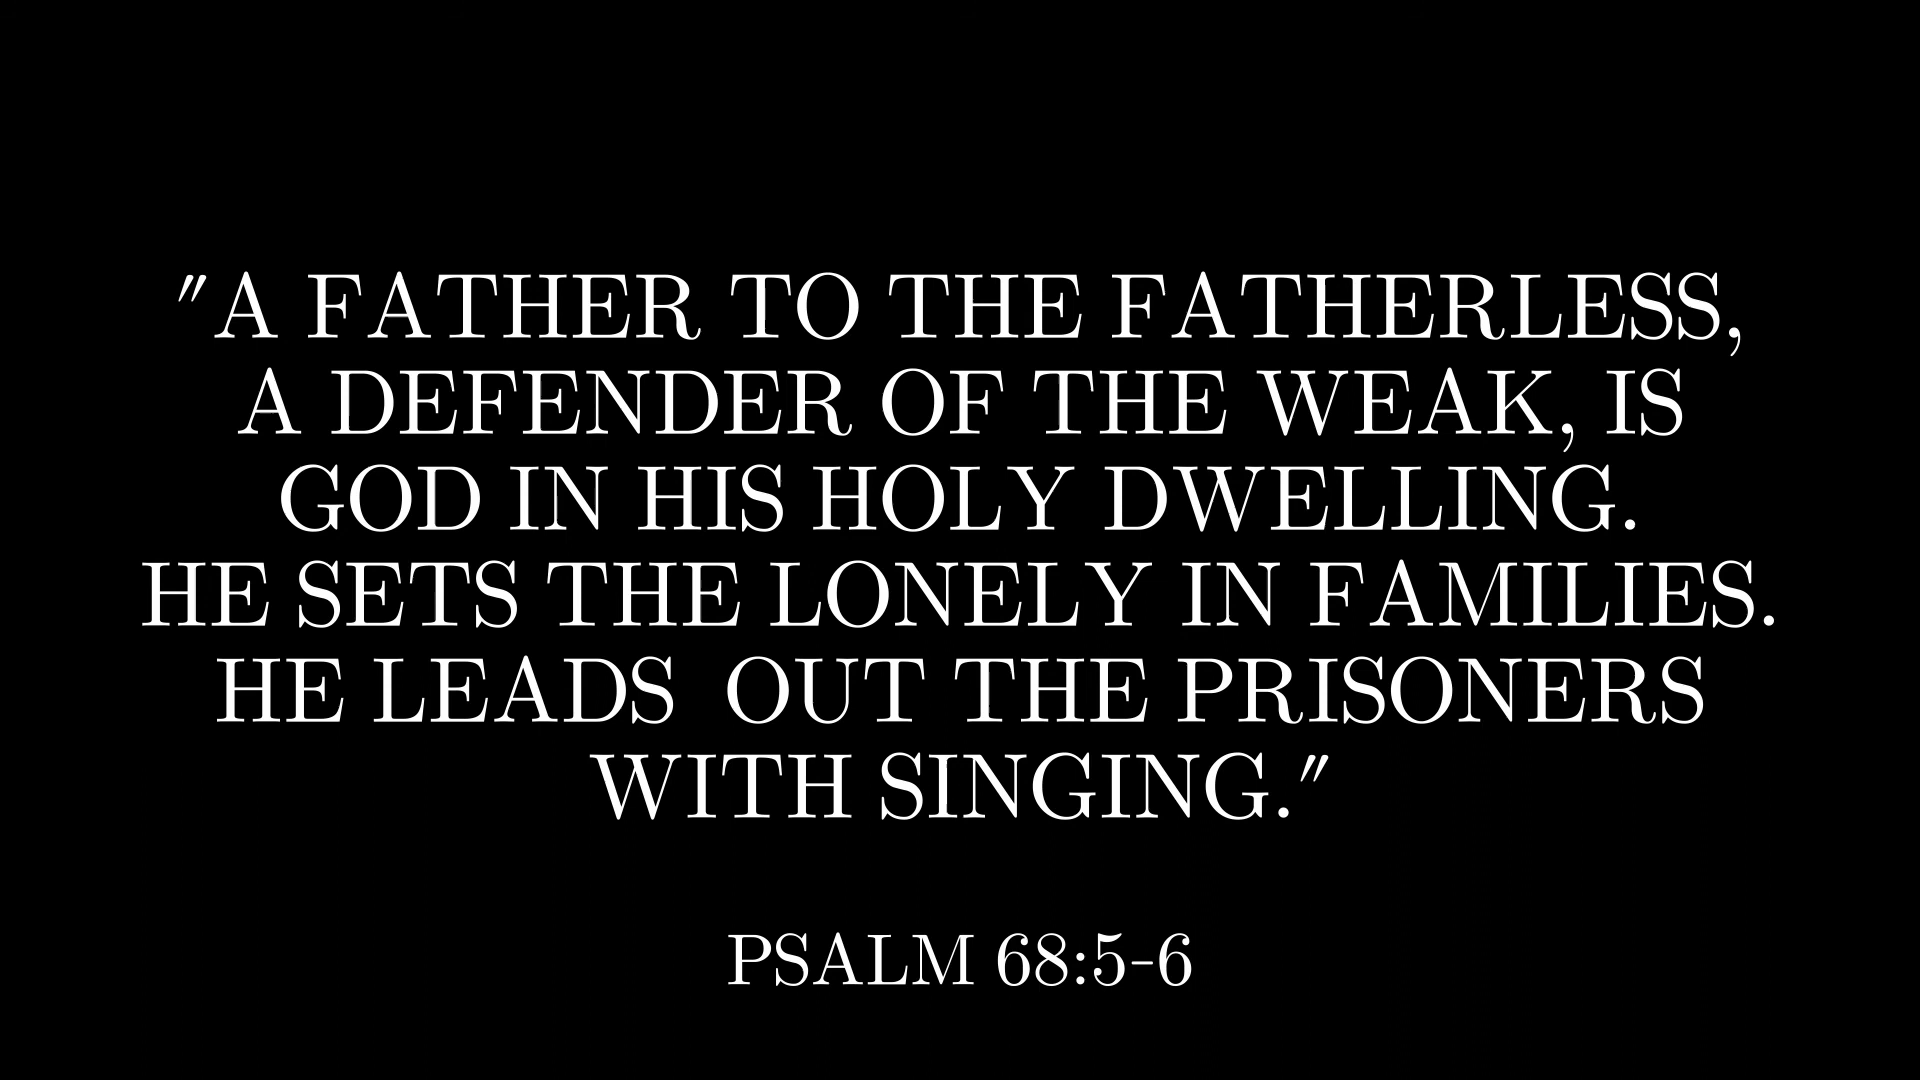 "A FATHER TO THE FATHERLESS,
A DEFENDER OF THE WEAK, IS
GOD IN HIS HOLY DWELLING.
HE SETS THE LONELY IN FAMILIES.
HE LEADS  OUT THE PRISONERS
WITH SINGING."
PSALM 68:5-6